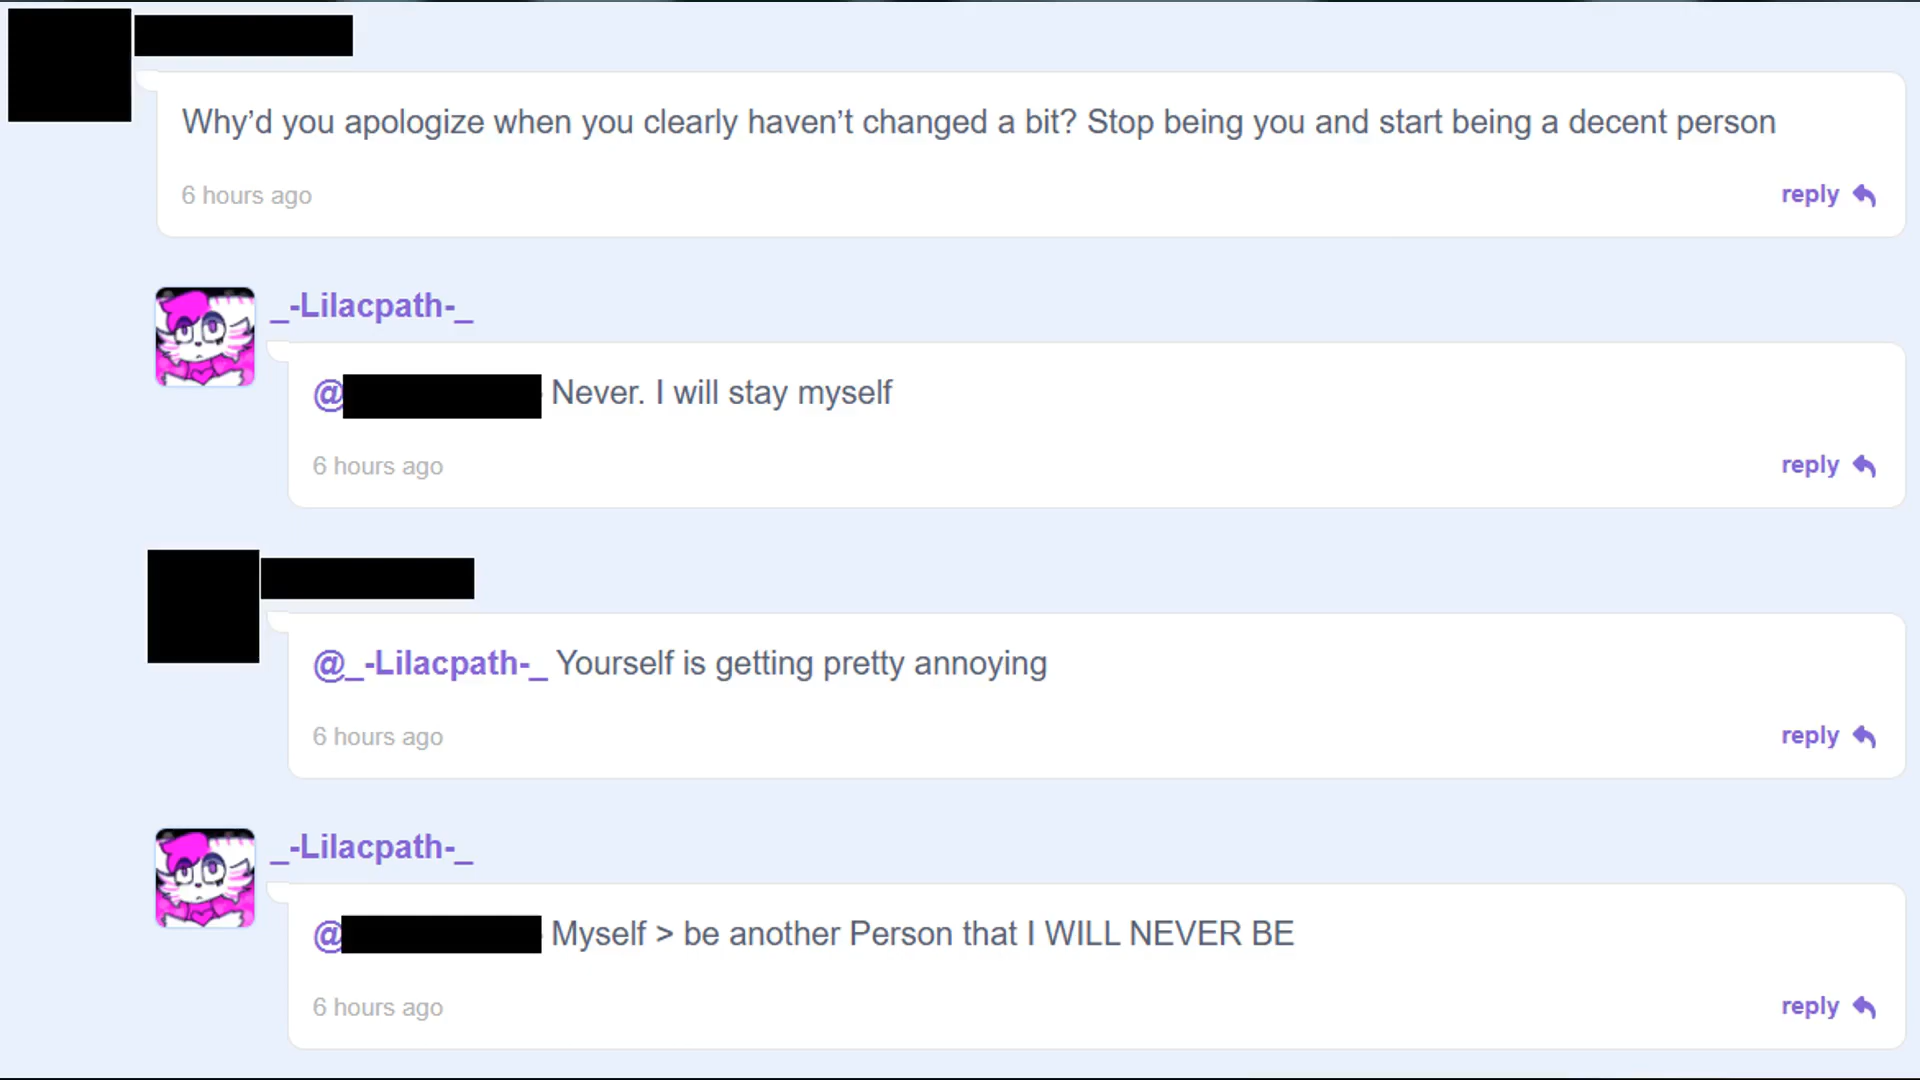 Why’d you apologize when you clearly haven’t changed a bit? Stop being you and start being a decent person
6 hours ago
reply
_-Lilacpath-_
@ Never. I will stay myself
6 hours ago
reply
@_-Lilacpath-_ Yourself is getting pretty annoying
6 hours ago
reply
_-Lilacpath-_
@ Myself > be another Person that I WILL NEVER BE
6 hours ago
reply